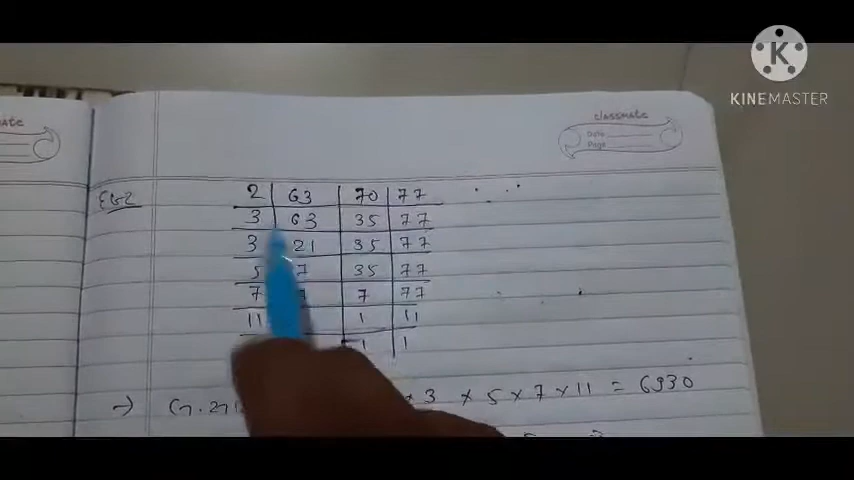 KINEMASTER
classmate
Date
Page
2 63 70 77
3 63 35 77
3 21 35 77
5 7 35 77
7 7 77
11 1 11
1 1
→ × 3 × 5 × 7 × 11 = 6930